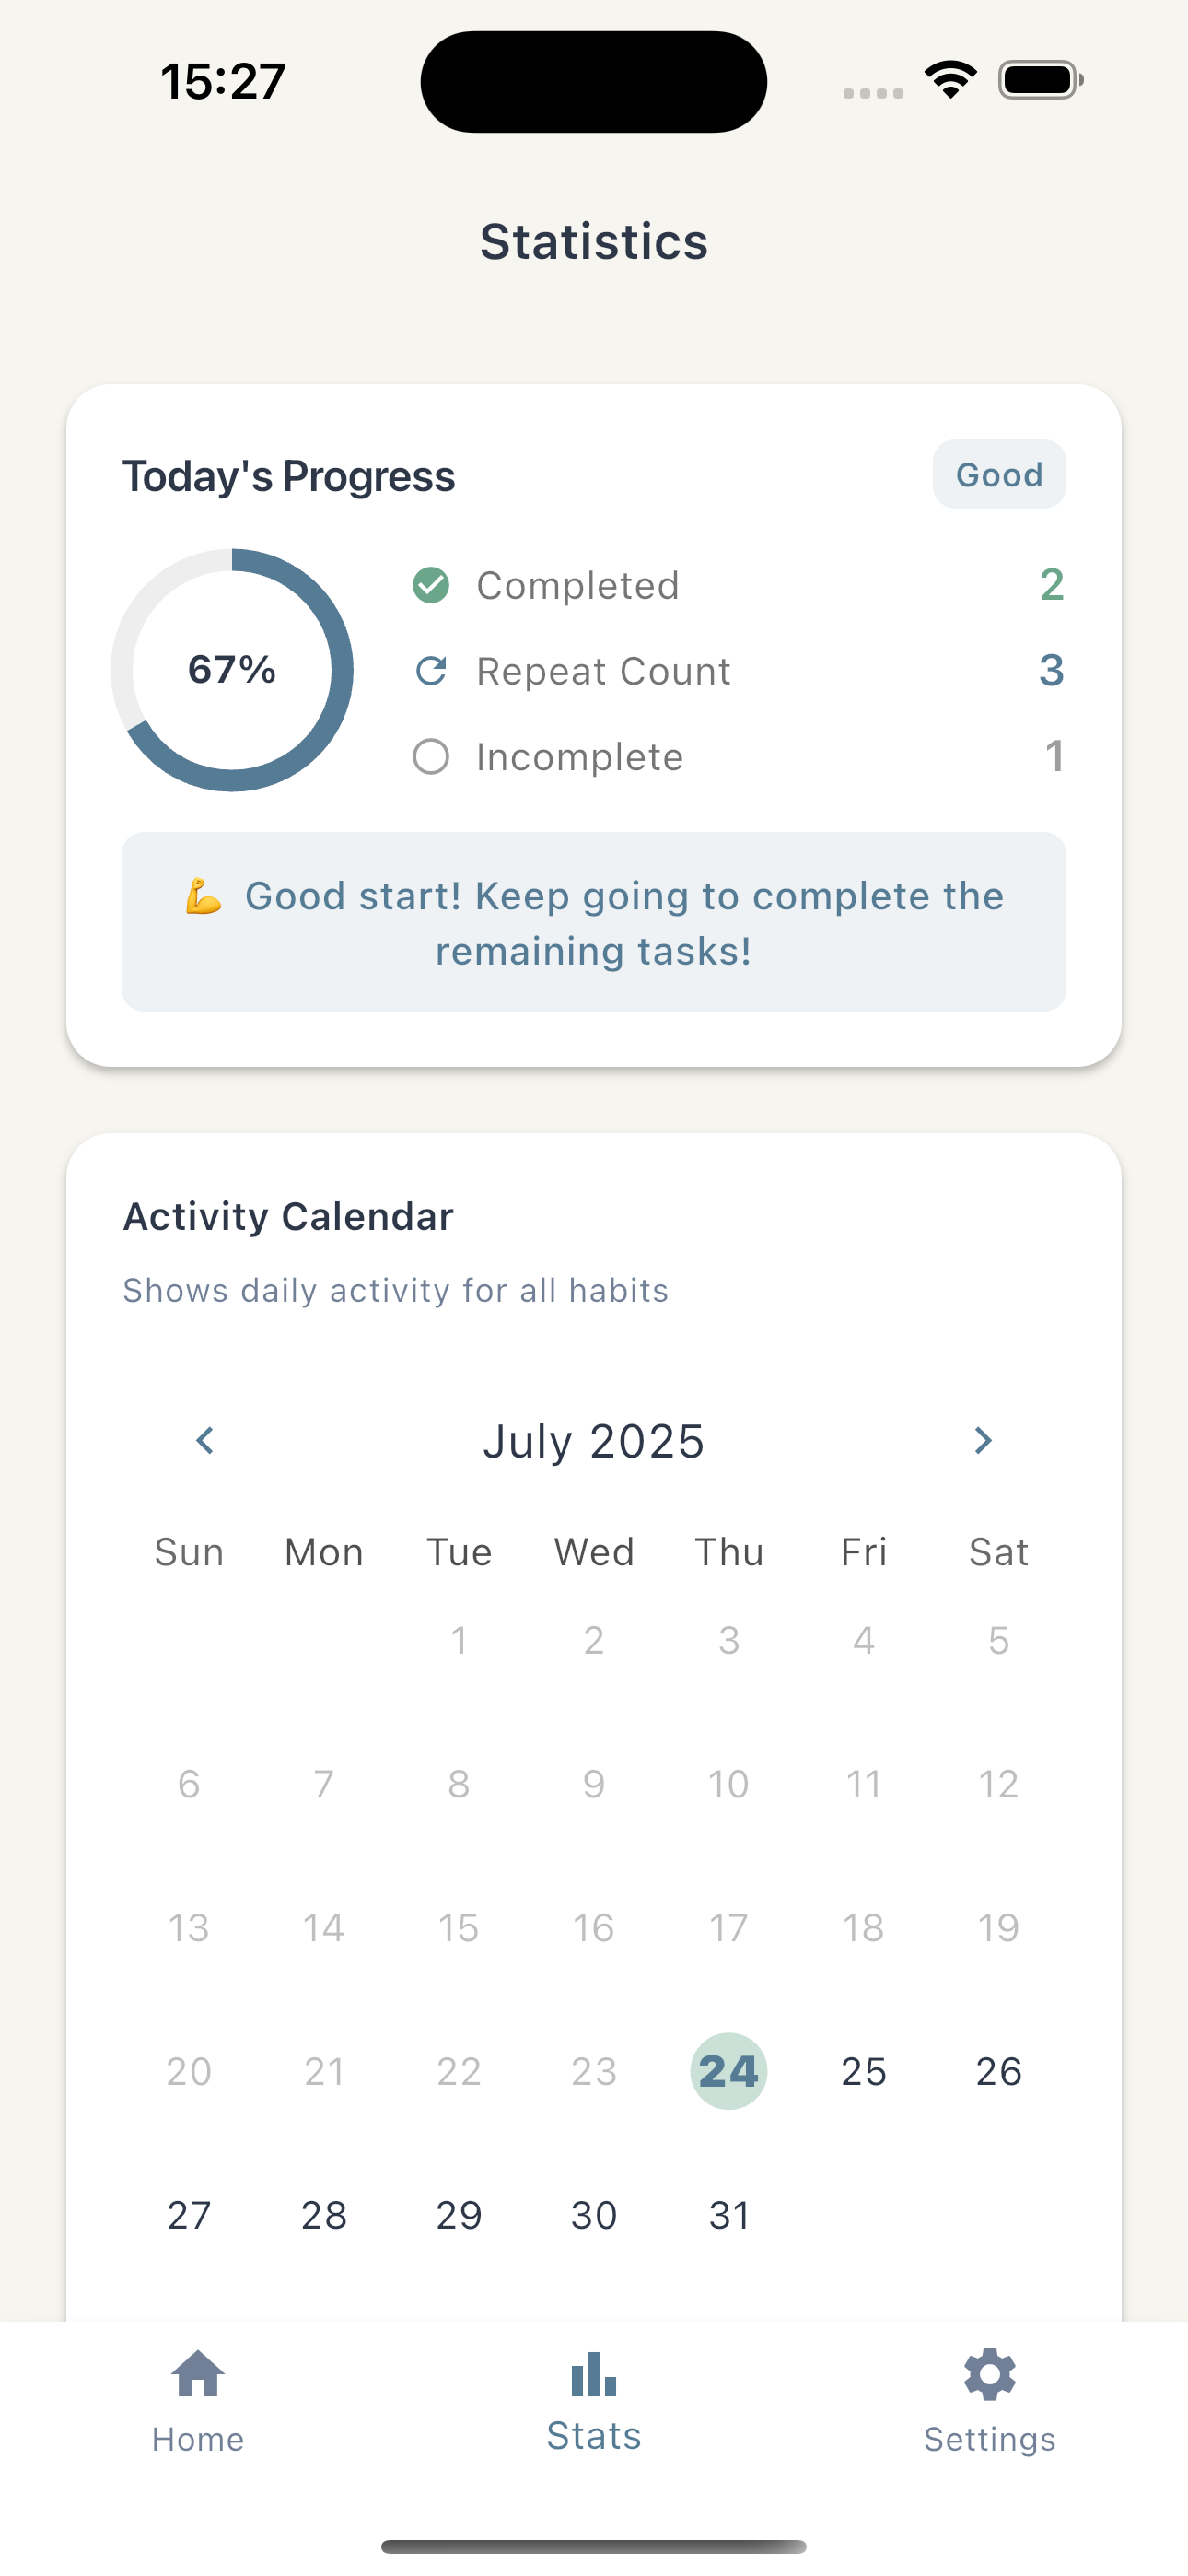 15:27
Statistics
Today's Progress
Good
67%
Completed 2
Repeat Count 3
Incomplete 1
💪 Good start! Keep going to complete the
remaining tasks!
Activity Calendar
Shows daily activity for all habits
July 2025
Sun Mon Tue Wed Thu Fri Sat
1 2 3 4 5
6 7 8 9 10 11 12
13 14 15 16 17 18 19
20 21 22 23 24 25 26
27 28 29 30 31
Home Stats Settings